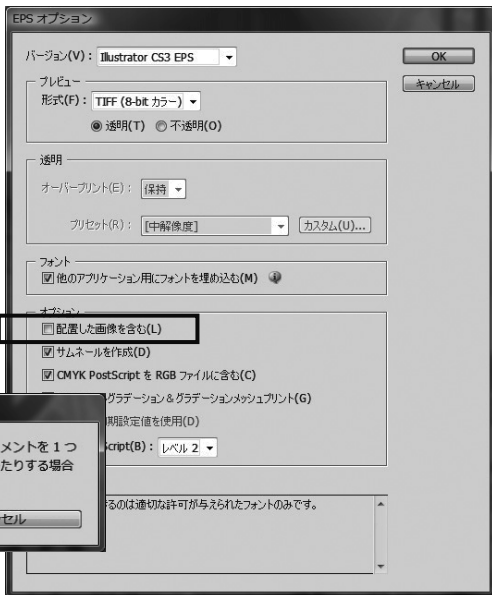 EPS オプション
バージョン(V)： Illustrator CS3 EPS
OK
キャンセル
プレビュー
形式(F)： TIFF (8-bit カラー)
透明(T) 不透明(O)
透明
オーバープリント(E)： 保持
プリセット(R)： [中解像度] カスタム(U)...
フォント
他のアプリケーション用にフォントを埋め込む(M)
オプション
配置した画像を含む(L)
サムネールを作成(D)
CMYK PostScript を RGB ファイルに含む(C)
グラデーション＆グラデーションメッシュプリント(G)
期設定値を使用(D)
cript(B)： レベル 2
メントを 1 つ
たりする場合
セル
るのは適切な許可が与えられたフォントのみです。